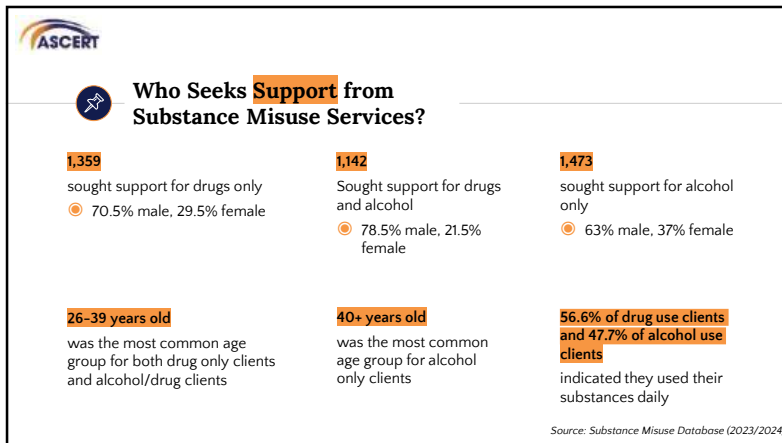 ASCERT
Who Seeks Support from
Substance Misuse Services?
1,359
sought support for drugs only
70.5% male, 29.5% female
1,142
Sought support for drugs
and alcohol
78.5% male, 21.5%
female
1,473
sought support for alcohol
only
63% male, 37% female
26-39 years old
was the most common age
group for both drug only clients
and alcohol/drug clients
40+ years old
was the most common
age group for alcohol
only clients
56.6% of drug use clients
and 47.7% of alcohol use
clients
indicated they used their
substances daily
Source: Substance Misuse Database (2023/2024